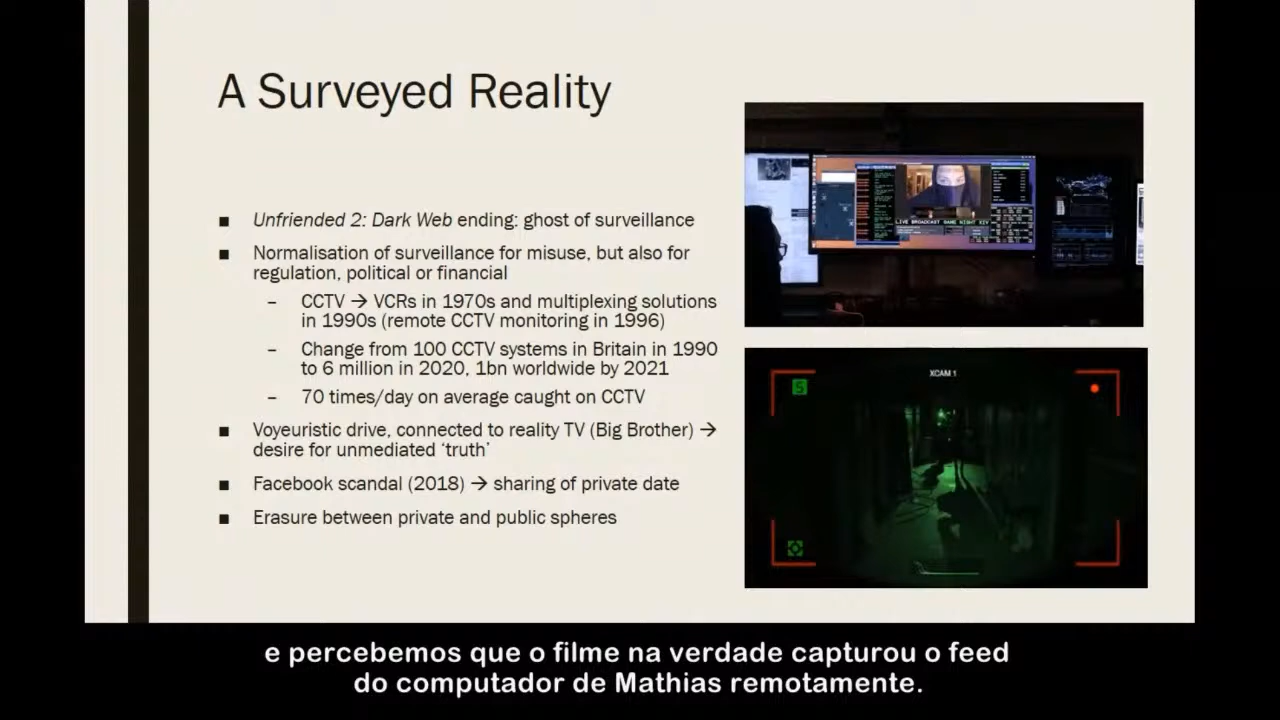 A Surveyed Reality
■ Unfriended 2: Dark Web ending: ghost of surveillance
■ Normalisation of surveillance for misuse, but also for
regulation, political or financial
– CCTV → VCRs in 1970s and multiplexing solutions
in 1990s (remote CCTV monitoring in 1996)
– Change from 100 CCTV systems in Britain in 1990
to 6 million in 2020, 1bn worldwide by 2021
– 70 times/day on average caught on CCTV
■ Voyeuristic drive, connected to reality TV (Big Brother) →
desire for unmediated ‘truth’
■ Facebook scandal (2018) → sharing of private date
■ Erasure between private and public spheres
LIVE BROADCAST GAME NIGHT XIV
XCAM 1
S
e percebemos que o filme na verdade capturou o feed
do computador de Mathias remotamente.